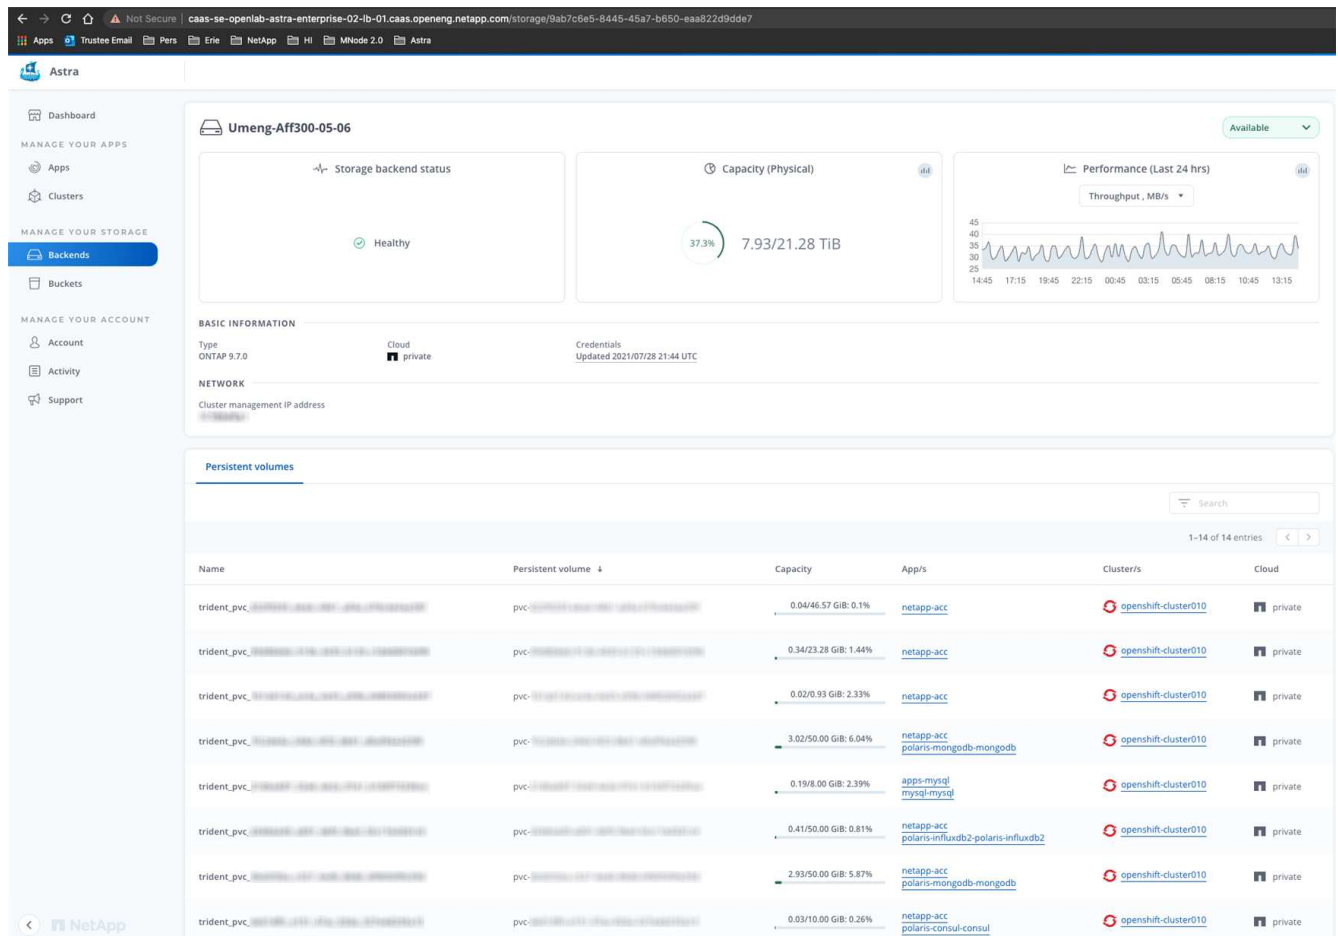 Not Secure | caas-se-openlab-astra-enterprise-02-lb-01.caas.openeng.netapp.com/storage/9ab7c6e5-8445-45a7-b650-eaa822d9dde7
Apps Trustee Email Pers Erie NetApp HI MNode 2.0 Astra
Astra
Dashboard
MANAGE YOUR APPS
Apps
Clusters
MANAGE YOUR STORAGE
Backends
Buckets
MANAGE YOUR ACCOUNT
Account
Activity
Support
NetApp
Umeng-Aff300-05-06
Available
Storage backend status
Healthy
Capacity (Physical)
37.3%
7.93/21.28 TiB
Performance (Last 24 hrs)
Throughput , MB/s
45
40
35
30
25
14:45 17:15 19:45 22:15 00:45 03:15 05:45 08:15 10:45 13:15
BASIC INFORMATION
Type Cloud Credentials
ONTAP 9.7.0 private Updated 2021/07/28 21:44 UTC
NETWORK
Cluster management IP address
Persistent volumes
Search
1–14 of 14 entries
Name Persistent volume Capacity App/s Cluster/s Cloud
trident_pvc_ pvc- 0.04/46.57 GiB: 0.1% netapp-acc openshift-cluster010 private
trident_pvc_ pvc- 0.34/23.28 GiB: 1.44% netapp-acc openshift-cluster010 private
trident_pvc_ pvc- 0.02/0.93 GiB: 2.33% netapp-acc openshift-cluster010 private
trident_pvc_ pvc- 3.02/50.00 GiB: 6.04% netapp-acc openshift-cluster010 private
polaris-mongodb-mongodb
trident_pvc_ pvc- 0.19/8.00 GiB: 2.39% apps-mysql openshift-cluster010 private
mysql-mysql
trident_pvc_ pvc- 0.41/50.00 GiB: 0.81% netapp-acc openshift-cluster010 private
polaris-influxdb2-polaris-influxdb2
trident_pvc_ pvc- 2.93/50.00 GiB: 5.87% netapp-acc openshift-cluster010 private
polaris-mongodb-mongodb
trident_pvc_ pvc- 0.03/10.00 GiB: 0.26% netapp-acc openshift-cluster010 private
polaris-consul-consul